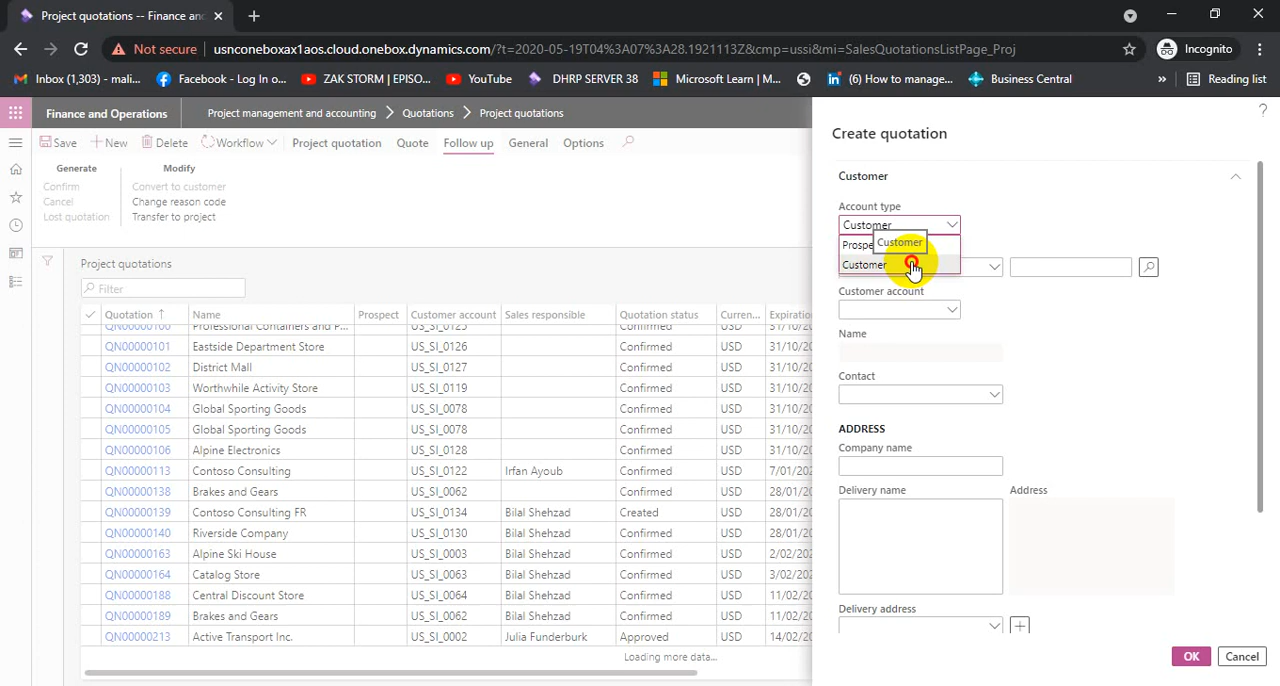 Project quotations -- Finance and
Not secure usnconeboxax1aos.cloud.onebox.dynamics.com/?t=2020-05-19T04%3A07%3A28.1921113Z&cmp=ussi&mi=SalesQuotationsListPage_Proj Incognito
Inbox (1,303) - mali... Facebook - Log In o... ZAK STORM | EPISO... YouTube DHRP SERVER 38 Microsoft Learn | M... (6) How to manage... Business Central » Reading list
Finance and Operations Project management and accounting Quotations Project quotations ?
Create quotation
Save New Delete Workflow Project quotation Quote Follow up General Options
Generate Modify
Confirm Convert to customer
Cancel Change reason code
Lost quotation Transfer to project
Customer
Account type
Customer
Customer
Customer
Customer account
Name
Contact
ADDRESS
Company name
Delivery name Address
Delivery address
OK Cancel
Project quotations
Filter
Quotation Name Prospect Customer account Sales responsible Quotation status Curren... Expiratio
QN00000100 Professional Containers and P... US_SI_0125 Confirmed USD 31/10/20
QN00000101 Eastside Department Store US_SI_0126 Confirmed USD 31/10/20
QN00000102 District Mall US_SI_0127 Confirmed USD 31/10/20
QN00000103 Worthwhile Activity Store US_SI_0119 Confirmed USD 31/10/20
QN00000104 Global Sporting Goods US_SI_0078 Confirmed USD 31/10/20
QN00000105 Global Sporting Goods US_SI_0078 Confirmed USD 31/10/20
QN00000106 Alpine Electronics US_SI_0128 Confirmed USD 31/10/20
QN00000113 Contoso Consulting US_SI_0122 Irfan Ayoub Confirmed USD 7/01/202
QN00000138 Brakes and Gears US_SI_0062 Confirmed USD 28/01/20
QN00000139 Contoso Consulting FR US_SI_0134 Bilal Shehzad Created USD 28/01/20
QN00000140 Riverside Company US_SI_0130 Bilal Shehzad Confirmed USD 28/01/20
QN00000163 Alpine Ski House US_SI_0003 Bilal Shehzad Confirmed USD 2/02/202
QN00000164 Catalog Store US_SI_0063 Bilal Shehzad Confirmed USD 3/02/202
QN00000188 Central Discount Store US_SI_0064 Bilal Shehzad Confirmed USD 11/02/20
QN00000189 Brakes and Gears US_SI_0062 Bilal Shehzad Confirmed USD 11/02/20
QN00000213 Active Transport Inc. US_SI_0002 Julia Funderburk Approved USD 14/02/20
Loading more data...